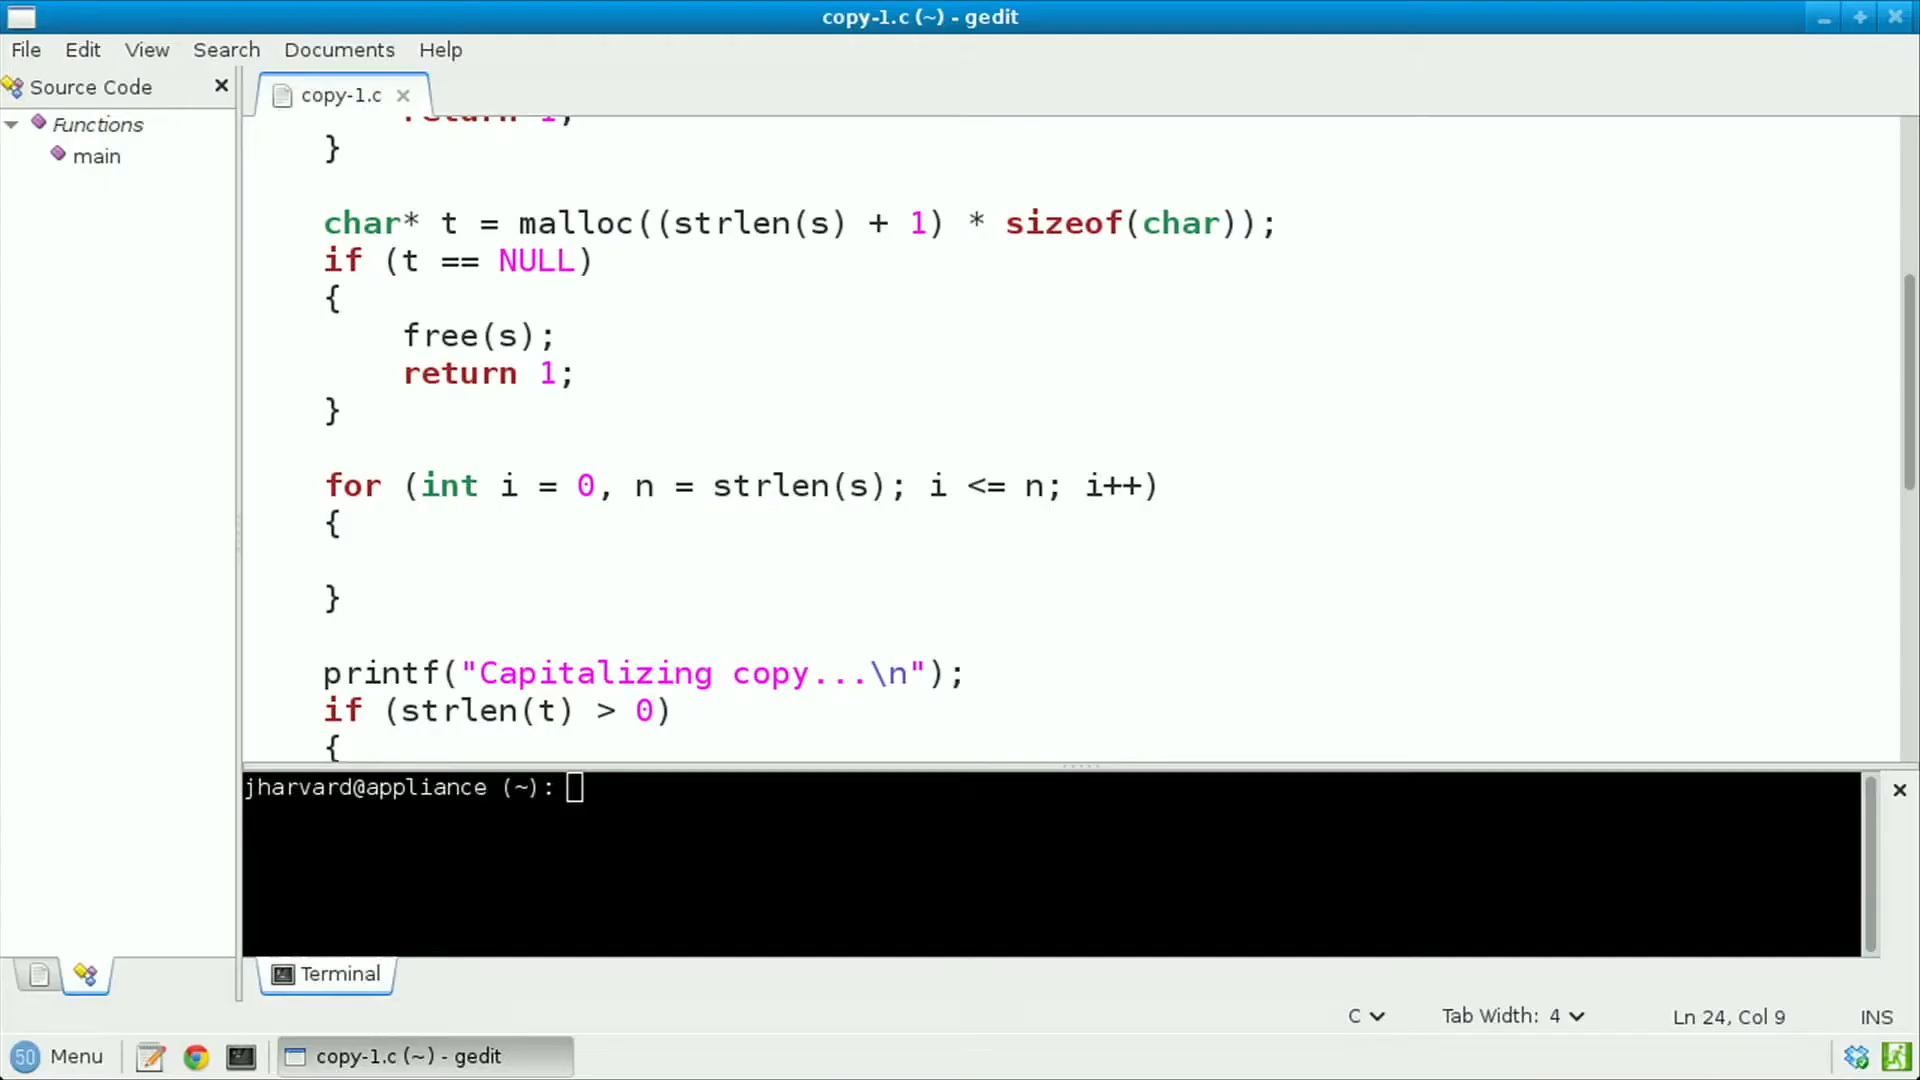 copy-1.c (~) - gedit
File Edit View Search Documents Help
Source Code
copy-1.c
Functions
main
return 1;
}
char* t = malloc((strlen(s) + 1) * sizeof(char));
if (t == NULL)
{
free(s);
return 1;
}
for (int i = 0, n = strlen(s); i <= n; i++)
{
}
printf("Capitalizing copy...\n");
if (strlen(t) > 0)
{
jharvard@appliance (~):
Terminal
C Tab Width: 4 Ln 24, Col 9 INS
50 Menu copy-1.c (~) - gedit